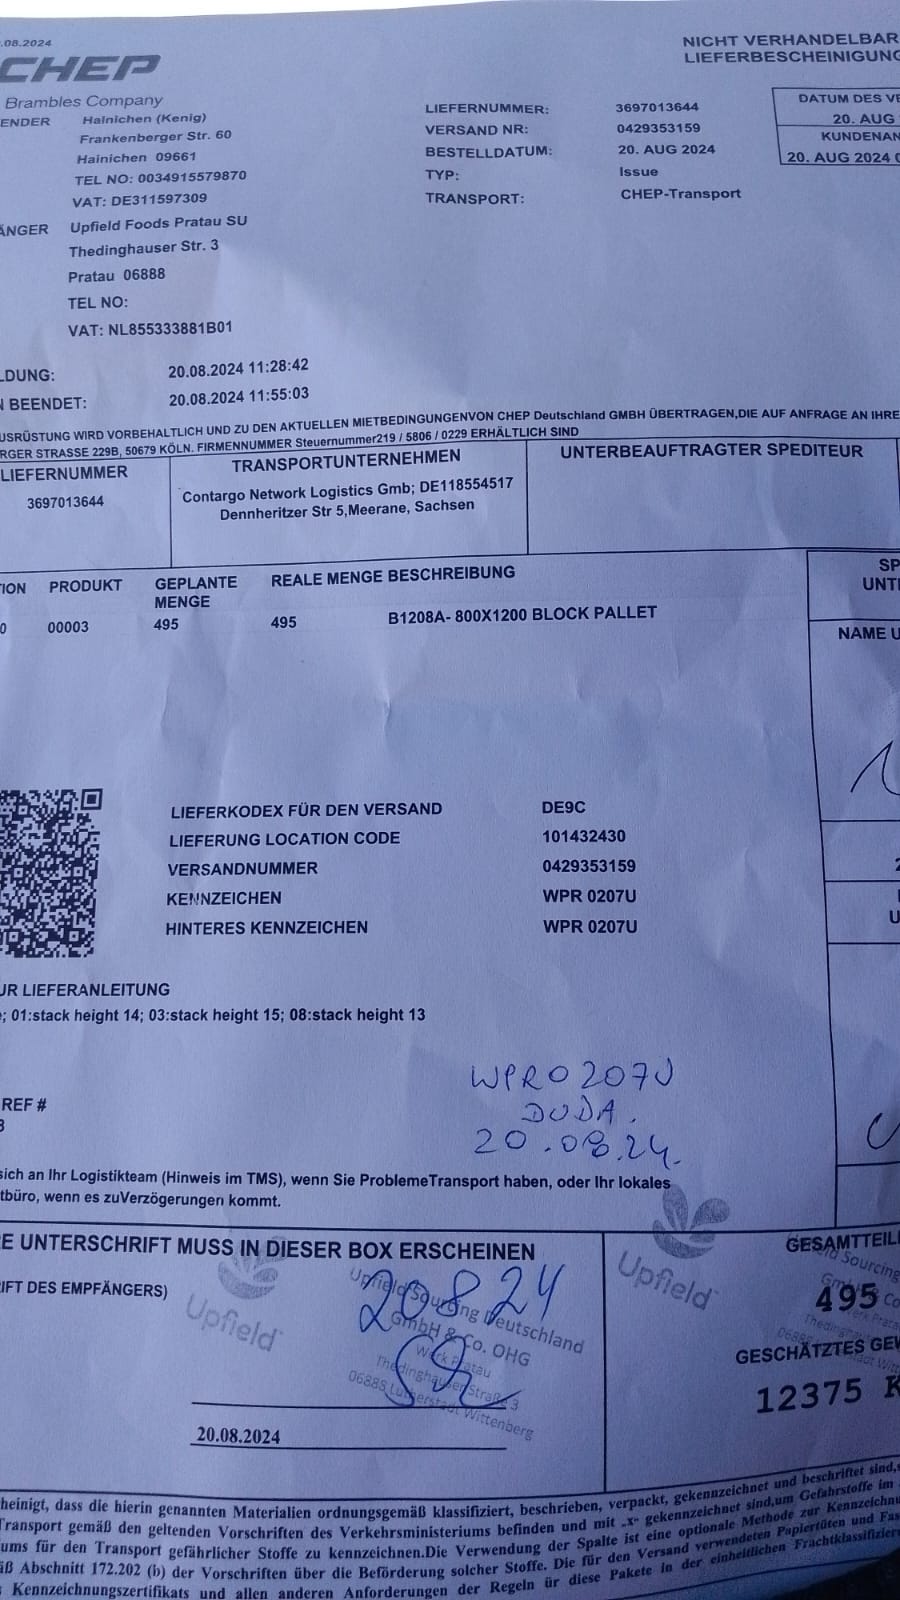 .08.2024
CHEP
Brambles Company
NICHT VERHANDELBAR
LIEFERBESCHEINIGUNG
ENDER Hainichen (Kenig)
Frankenberger Str. 60
Hainichen 09661
TEL NO: 0034915579870
VAT: DE311597309
ÄNGER Upfield Foods Pratau SU
Thedinghauser Str. 3
Pratau 06888
TEL NO:
VAT: NL855333881B01
LIEFERNUMMER: 3697013644
VERSAND NR: 0429353159
BESTELLDATUM: 20. AUG 2024
TYP: Issue
TRANSPORT: CHEP-Transport
DATUM DES VE
20. AUG
KUNDENAN
20. AUG 2024 0
LDUNG: 20.08.2024 11:28:42
N BEENDET: 20.08.2024 11:55:03
USRÜSTUNG WIRD VORBEHALTLICH UND ZU DEN AKTUELLEN MIETBEDINGUNGENVON CHEP Deutschland GMBH ÜBERTRAGEN,DIE AUF ANFRAGE AN IHRE
RGER STRASSE 229B, 50679 KÖLN. FIRMENNUMMER Steuernummer219 / 5806 / 0229 ERHÄLTLICH SIND
LIEFERNUMMER TRANSPORTUNTERNEHMEN UNTERBEAUFTRAGTER SPEDITEUR
3697013644
Contargo Network Logistics Gmb; DE118554517
Dennheritzer Str 5,Meerane, Sachsen
ION PRODUKT GEPLANTE MENGE REALE MENGE BESCHREIBUNG
0 00003 495 495 B1208A- 800X1200 BLOCK PALLET
SP
UNT
NAME U
LIEFERKODEX FÜR DEN VERSAND DE9C
LIEFERUNG LOCATION CODE 101432430
VERSANDNUMMER 0429353159
KENNZEICHEN WPR 0207U
HINTERES KENNZEICHEN WPR 0207U
UR LIEFERANLEITUNG
; 01:stack height 14; 03:stack height 15; 08:stack height 13
WPR0207U
DUDA.
20.08.24.
REF #
sich an Ihr Logistikteam (Hinweis im TMS), wenn Sie ProblemeTransport haben, oder Ihr lokales
tbüro, wenn es zuVerzögerungen kommt.
E UNTERSCHRIFT MUSS IN DIESER BOX ERSCHEINEN
IFT DES EMPFÄNGERS)
20824
Upfield
Upfield Sourcing Deutschland
GmbH & Co. OHG
Werk Pratau
Thedinghauser Straße 3
06888 Lutherstadt Wittenberg
20.08.2024
Upfield
GESAMTTEIL
495
GESCHÄTZTES GEW
12375 K
heinigt, dass die hierin genannten Materialien ordnungsgemäß klassifiziert, beschrieben, verpackt, gekennzeichnet und beschriftet sind,
Transport gemäß den geltenden Vorschriften des Verkehrsministeriums befinden und mit „x" gekennzeichnet sind,um Gefahrstoffe im
ums für den Transport gefährlicher Stoffe zu kennzeichnen.Die Verwendung der Spalte ist eine optionale Methode zur Kennzeichnu
äß Abschnitt 172.202 (b) der Vorschriften über die Beförderung solcher Stoffe. Die für den Versand verwendeten Papiertüten und Fas
Kennzeichnungszertifikats und allen anderen Anforderungen der Regeln ür diese Pakete in der einheitlichen Frachtklassifizier